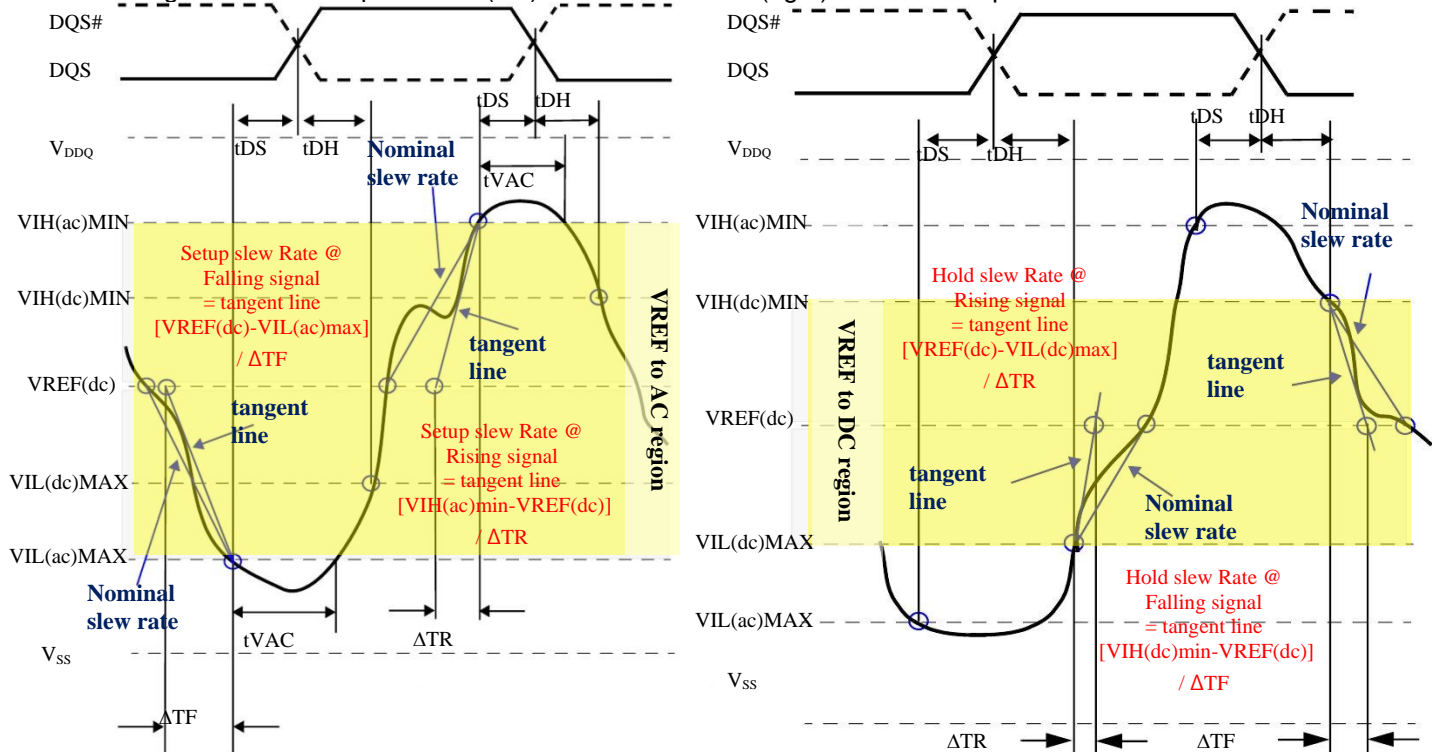 DQS#
DQS
tDS
tDH
VDDQ
tDS
tDH
Nominal
slew rate
tVAC
VIH(ac)MIN
Setup slew Rate @
Falling signal
= tangent line
[VREF(dc)-VIL(ac)max]
/ ΔTF
VIH(dc)MIN
tangent
line
VREF(dc)
tangent
line
Setup slew Rate @
Rising signal
= tangent line
[VIH(ac)min-VREF(dc)]
/ ΔTR
VREF to AC region
VIL(dc)MAX
VIL(ac)MAX
Nominal
slew rate
tVAC
ΔTR
VSS
ΔTF
DQS#
DQS
tDS
tDH
VDDQ
tDS
tDH
VIH(ac)MIN
Nominal
slew rate
Hold slew Rate @
Rising signal
= tangent line
[VREF(dc)-VIL(dc)max]
/ ΔTR
VIH(dc)MIN
VREF to DC region
tangent
line
VREF(dc)
tangent
line
Nominal
slew rate
VIL(dc)MAX
Hold slew Rate @
Falling signal
= tangent line
[VIH(dc)min-VREF(dc)]
/ ΔTF
VIL(ac)MAX
VSS
ΔTR
ΔTF